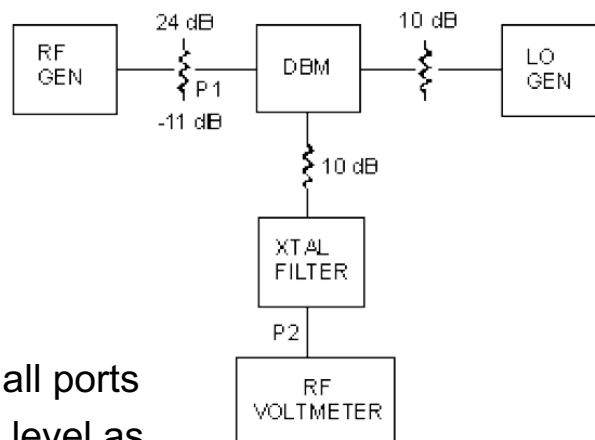 24 dB
10 dB
RF
GEN
P1
DBM
LO
GEN
-11 dB
10 dB
XTAL
FILTER
P2
all ports
RF
VOLTMETER
level as